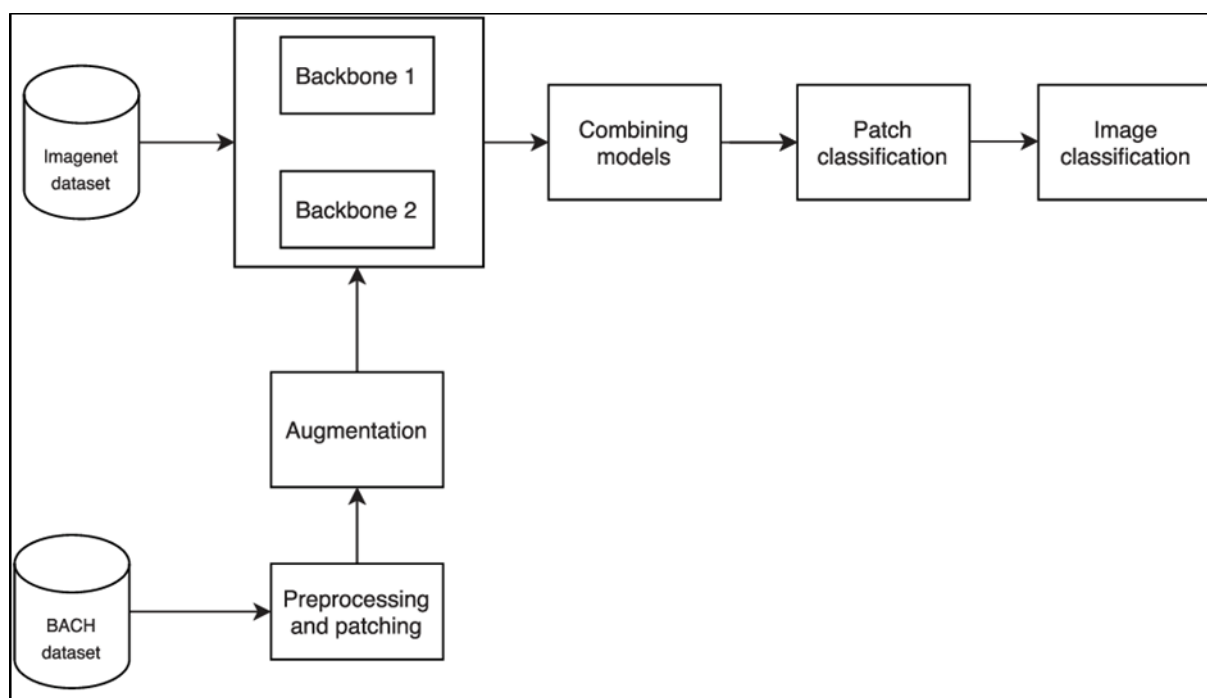 Backbone 1
Imagenet
dataset
Combining
models
Patch
classification
Image
classification
Backbone 2
Augmentation
BACH
dataset
Preprocessing
and patching